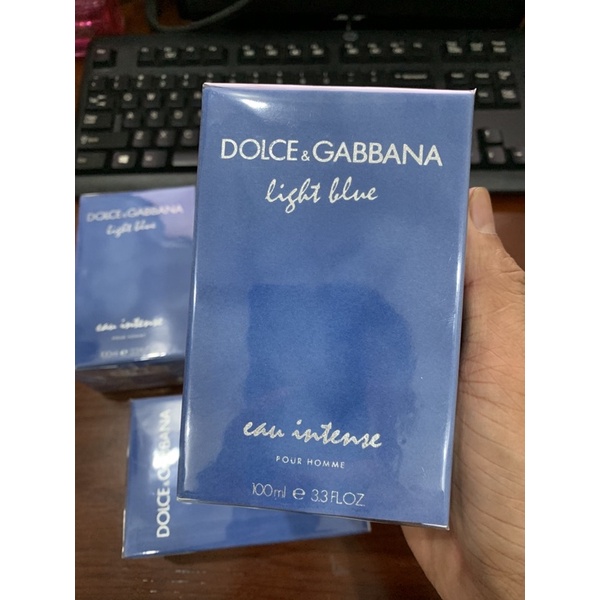 DOLCE & GABBANA
light blue
eau intense
POUR HOMME
100ml e 3.3 FL.OZ
DOLCE & GABBANA
light blue
eau intense
POUR HOMME
100ml e
DOLCE & GABBANA